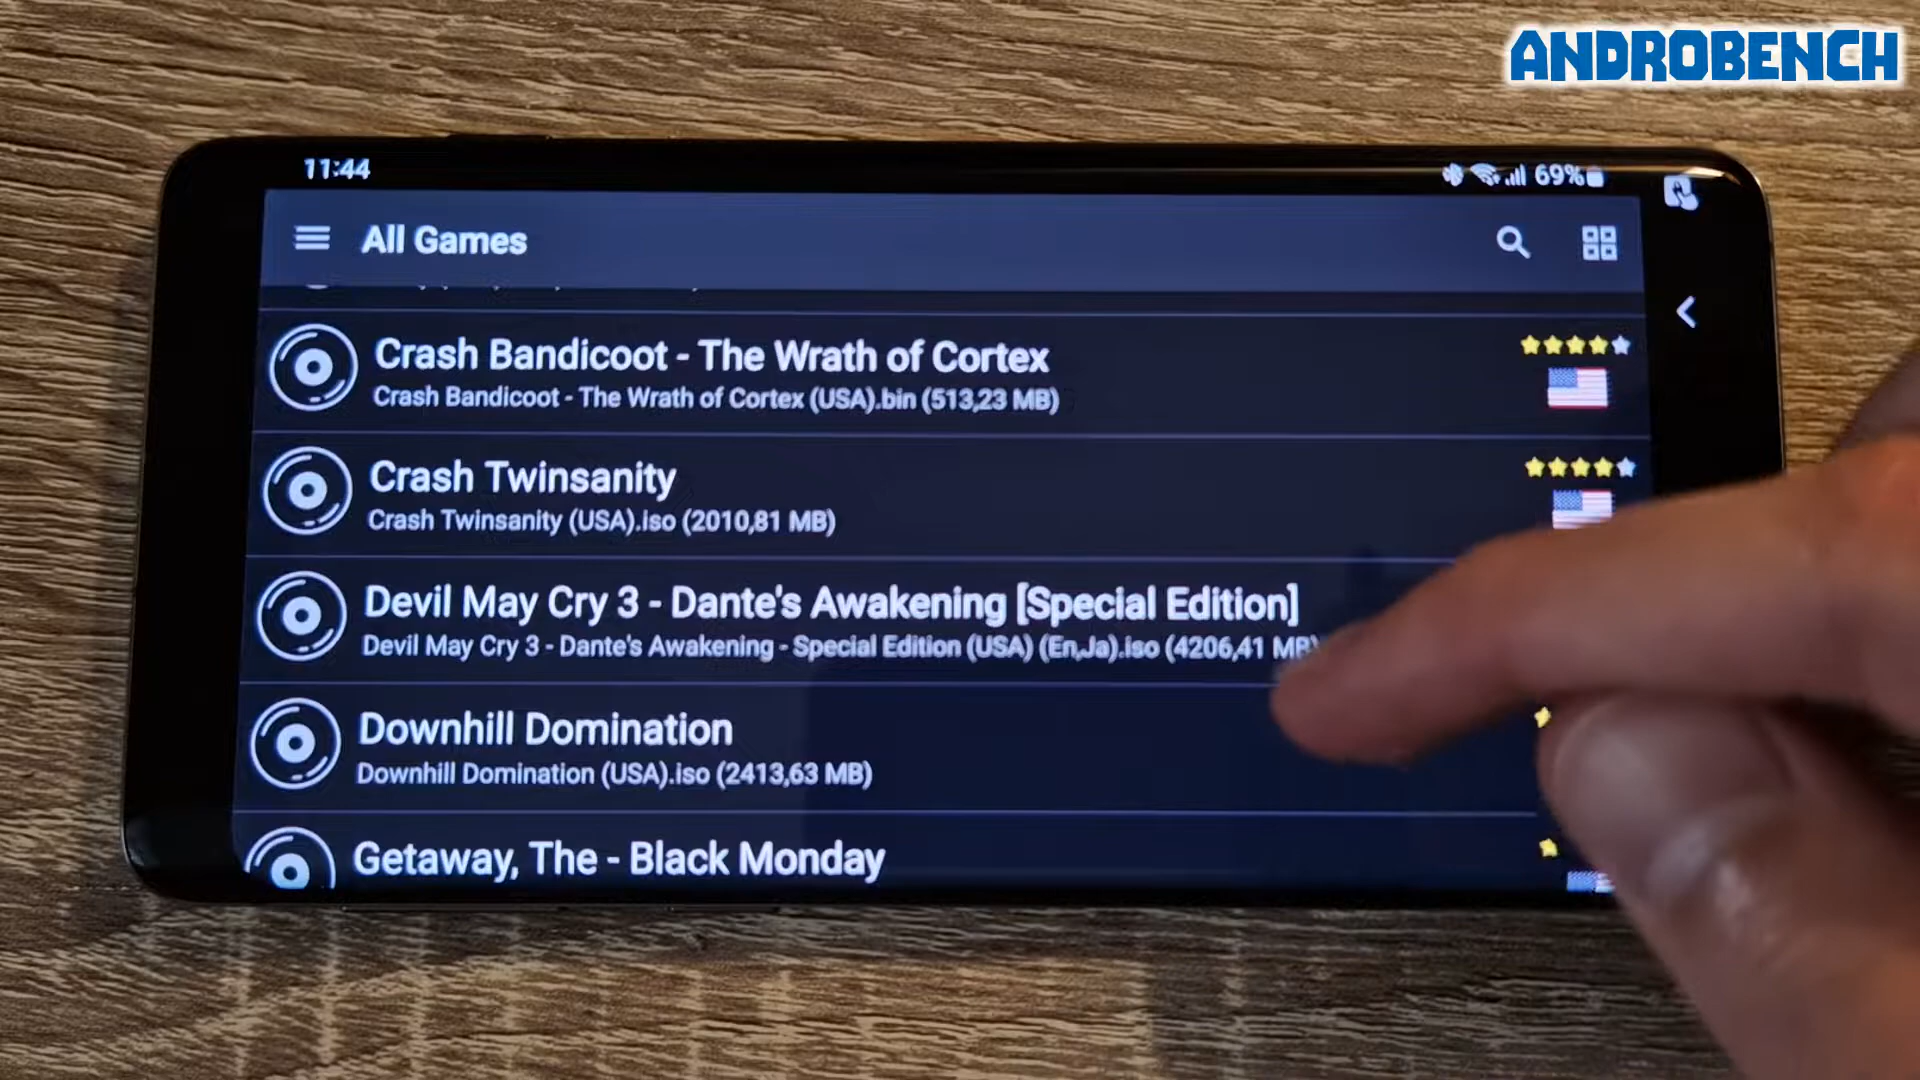 ANDROBENCH
11:44
69%
All Games
Crash Bandicoot - The Wrath of Cortex
Crash Bandicoot - The Wrath of Cortex (USA).bin (513,23 MB)
Crash Twinsanity
Crash Twinsanity (USA).iso (2010,81 MB)
Devil May Cry 3 - Dante's Awakening [Special Edition]
Devil May Cry 3 - Dante's Awakening - Special Edition (USA) (En,Ja).iso (4206,41 MB)
Downhill Domination
Downhill Domination (USA).iso (2413,63 MB)
Getaway, The - Black Monday